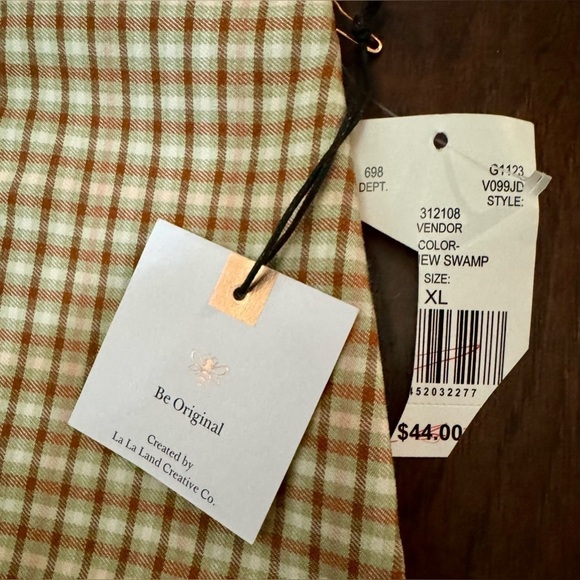 698
DEPT.
G1123
V099JD
STYLE:
312108
VENDOR
COLOR-
EW SWAMP
SIZE:
XL
452032277
$44.00
Be Original
Created by
La La Land Creative Co.